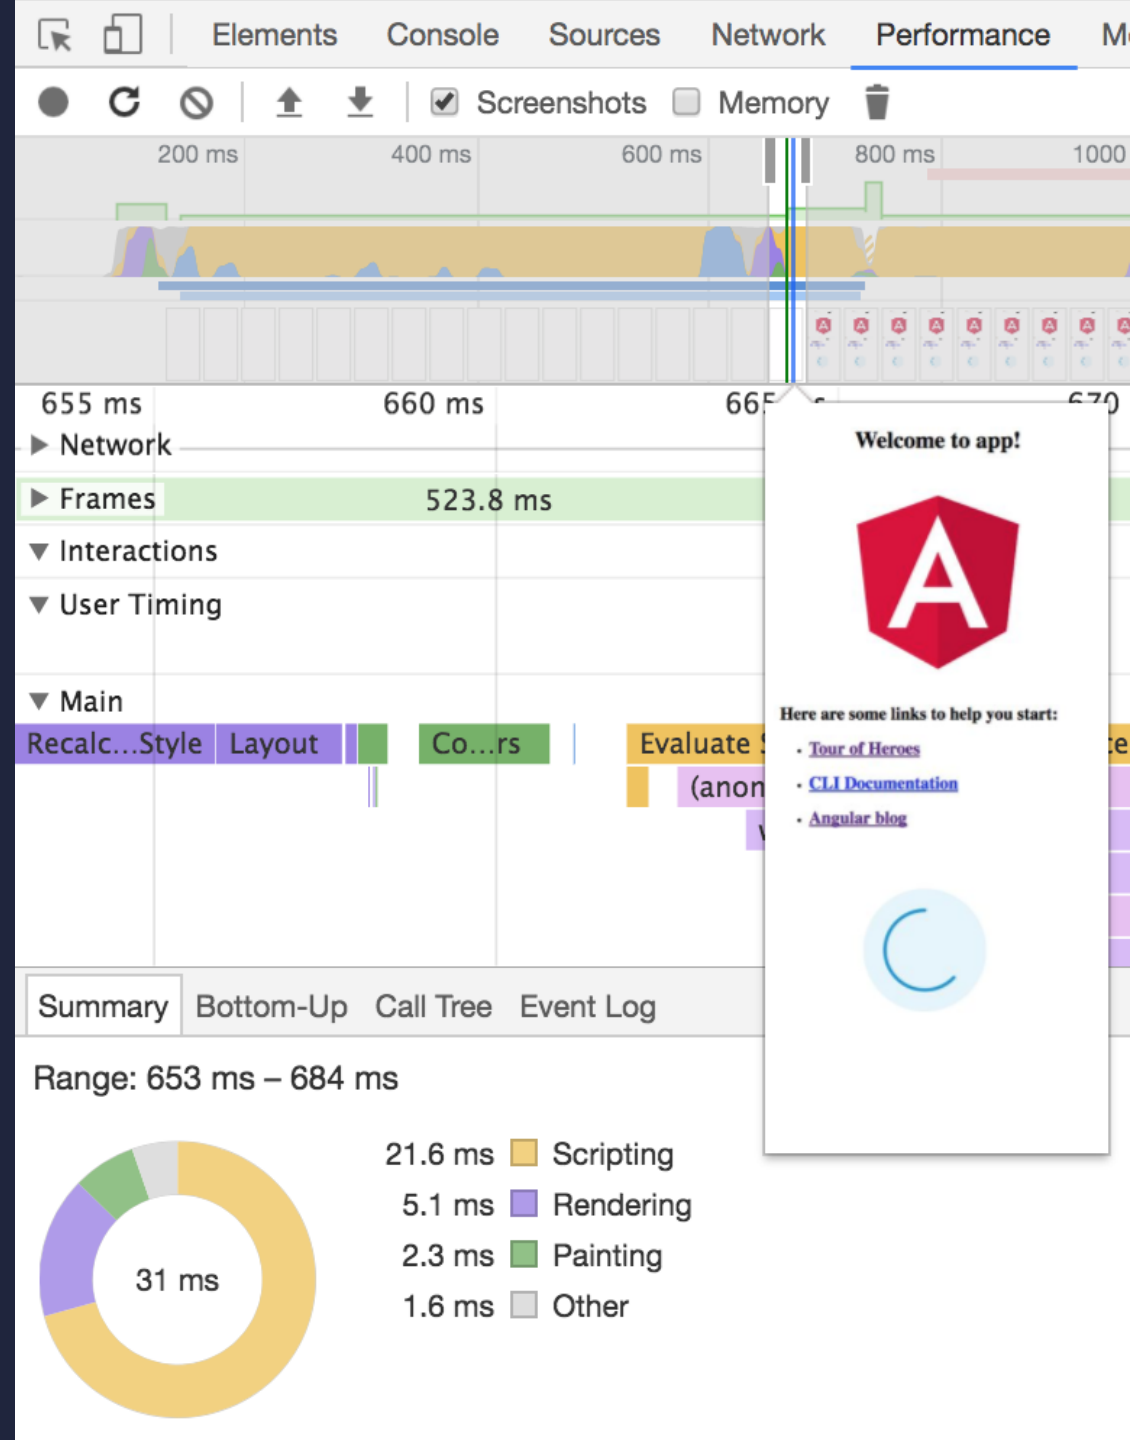 Elements Console Sources Network Performance
Screenshots Memory
200 ms 400 ms 600 ms 800 ms 1000
655 ms 660 ms 665 670
Network
Frames 523.8 ms
Interactions
User Timing
Main
Recalc...Style Layout Co...rs Evaluate
(anon
Welcome to app!
A
Here are some links to help you start:
Tour of Heroes
CLI Documentation
Angular blog
Summary Bottom-Up Call Tree Event Log
Range: 653 ms – 684 ms
31 ms
21.6 ms Scripting
5.1 ms Rendering
2.3 ms Painting
1.6 ms Other